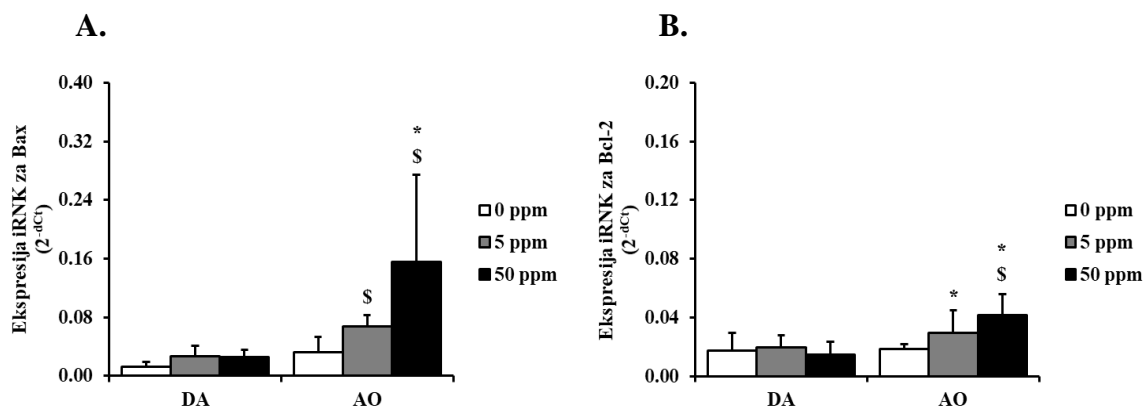 A.
Ekspresija iRNK za Bax
(2-dCt)
0.40
0.32
0.24
0.16
0.08
0.00
*
$
$
DA
AO
0 ppm
5 ppm
50 ppm
B.
Ekspresija iRNK za Bcl-2
(2-dCt)
0.20
0.16
0.12
0.08
0.04
0.00
*
*
$
DA
AO
0 ppm
5 ppm
50 ppm